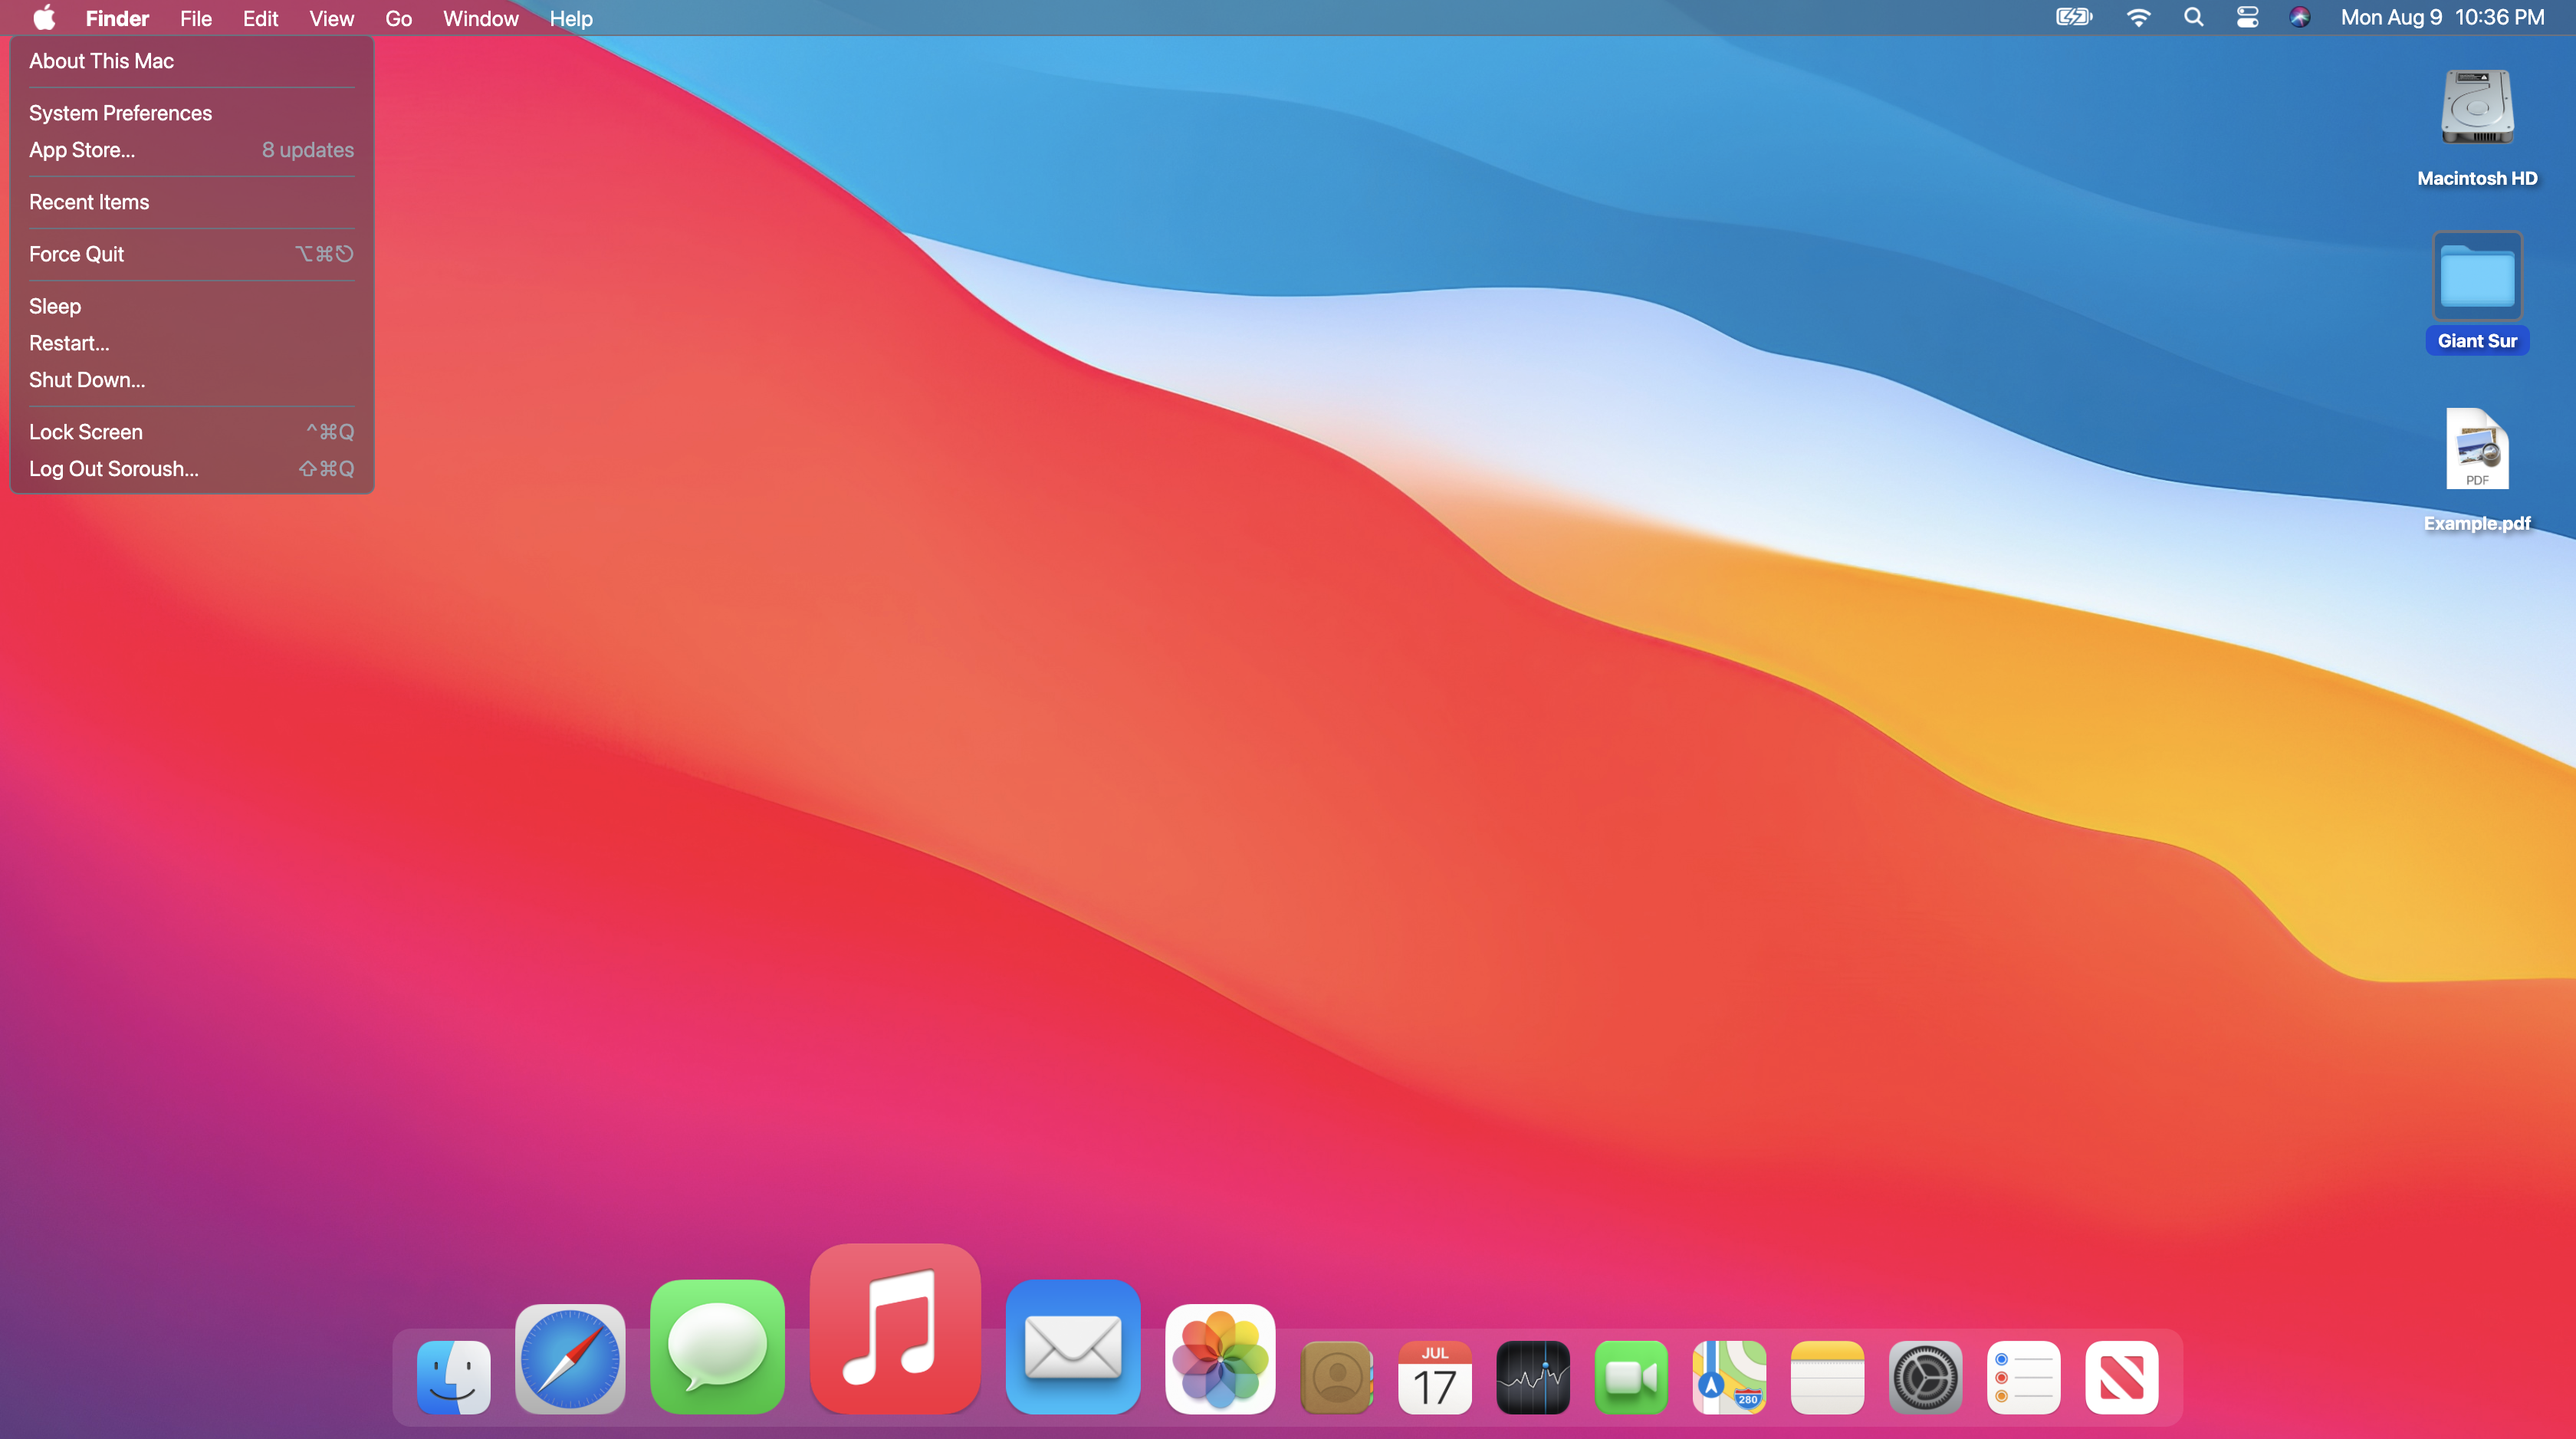 Finder File Edit View Go Window Help Mon Aug 9 10:36 PM
About This Mac
System Preferences
App Store... 8 updates
Recent Items
Force Quit ⌥⌘⎋
Sleep
Restart...
Shut Down...
Lock Screen ^⌘Q
Log Out Soroush... ⇧⌘Q
Macintosh HD
Giant Sur
PDF
Example.pdf
JUL
17
280